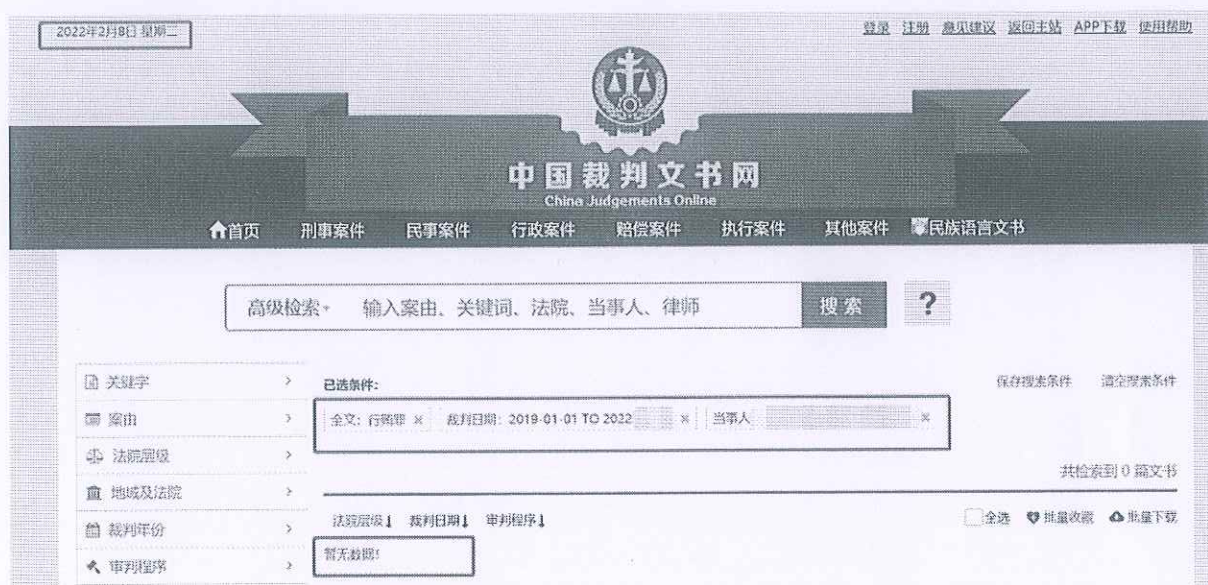 2022年2月8日 星期二
登录 注册 意见建议 返回主站 APP下载 使用帮助
中国裁判文书网
China Judgements Online
首页 刑事案件 民事案件 行政案件 赔偿案件 执行案件 其他案件 民族语言文书
高级检索 输入案由、关键词、法院、当事人、律师 搜索 ?
关键字
已选条件:
保存搜索条件 清空搜索条件
案由
全文: 行贿罪 × 裁判日期: 2019-01-01 TO 2022 × 当事人 ×
法院层级
共检索到 0 篇文书
地域及法院
法院层级↓ 裁判日期↓ 审判程序↓
全选 批量收藏 批量下载
裁判年份
暂无数据!
审判程序